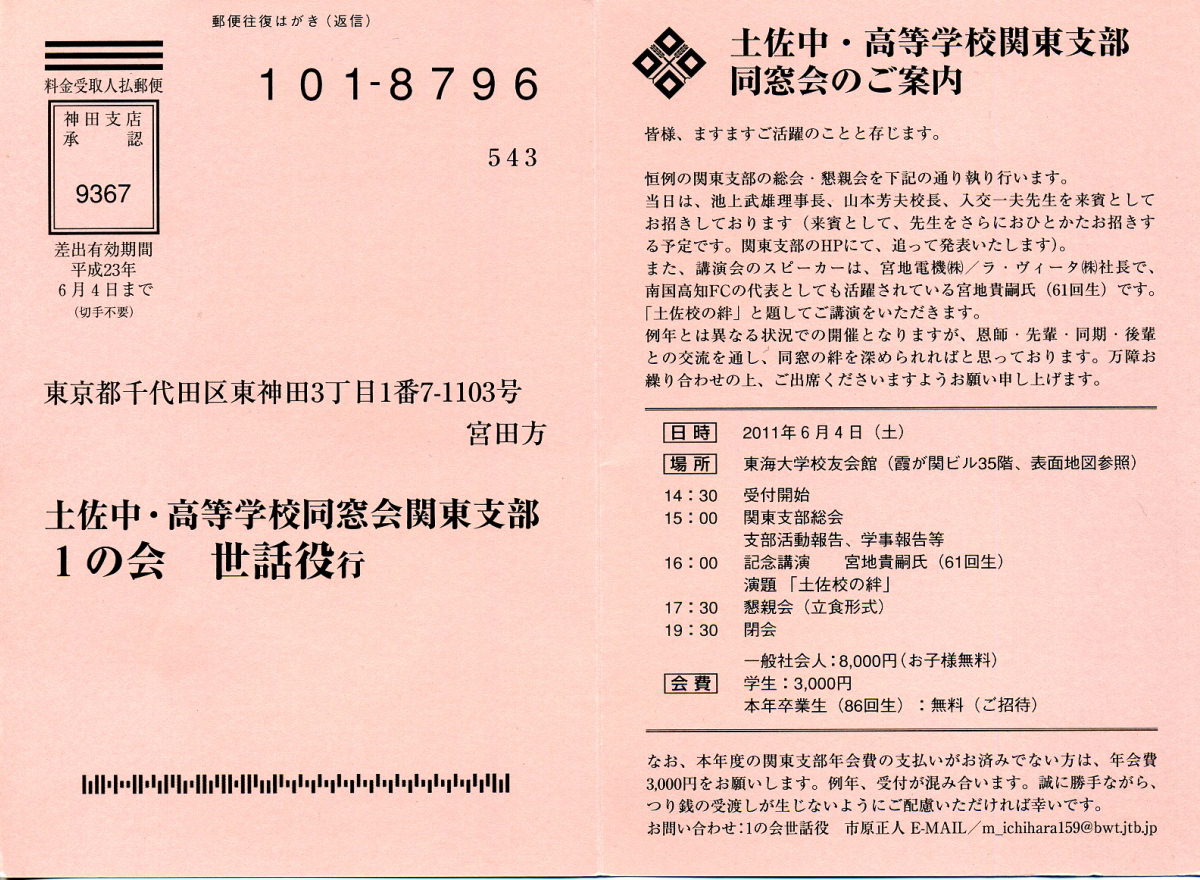 郵便往復はがき（返信）
料金受取人払郵便
神田支店
承認
9367
差出有効期間
平成23年
6月4日まで
（切手不要）
101-8796
543
東京都千代田区東神田3丁目1番7-1103号
宮田方
土佐中・高等学校同窓会関東支部
1の会　世話役行
土佐中・高等学校関東支部
同窓会のご案内
皆様、ますますご活躍のことと存じます。
恒例の関東支部の総会・懇親会を下記の通り執り行います。
当日は、池上武雄理事長、山本芳夫校長、入交一夫先生を来賓として
お招きしております（来賓として、先生をさらにおひとかたお招きす
る予定です。関東支部のHPにて、追って発表いたします）。
また、講演会のスピーカーは、宮地電機㈱／ラ・ヴィータ㈱社長で、
南国高知FCの代表としても活躍されている宮地貴嗣氏（61回生）です。
「土佐校の絆」と題してご講演をいただきます。
例年とは異なる状況での開催となりますが、恩師・先輩・同期・後輩
との交流を通し、同窓の絆を深められればと思っております。万障お
繰り合わせの上、ご出席くださいますようお願い申し上げます。
日時　2011年6月4日（土）
場所　東海大学校友会館（霞が関ビル35階、表面地図参照）
14：30　受付開始
15：00　関東支部総会
支部活動報告、学事報告等
16：00　記念講演　宮地貴嗣氏（61回生）
演題「土佐校の絆」
17：30　懇親会（立食形式）
19：30　閉会
一般社会人：8,000円（お子様無料）
会費　学生：3,000円
本年卒業生（86回生）：無料（ご招待）
なお、本年度の関東支部年会費の支払いがお済みでない方は、年会費
3,000円をお願いします。例年、受付が混み合います。誠に勝手ながら、
つり銭の受渡しが生じないようにご配慮いただければ幸いです。
お問い合わせ：1の会世話役　市原正人 E-MAIL／m_ichihara159@bwt.jtb.jp